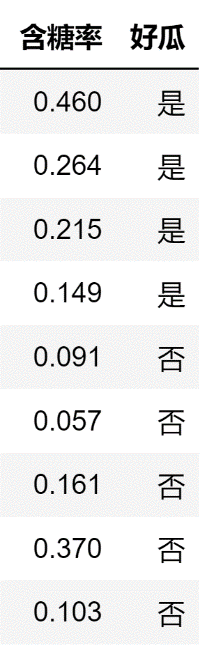 含糖率 好瓜
0.460 是
0.264 是
0.215 是
0.149 是
0.091 否
0.057 否
0.161 否
0.370 否
0.103 否